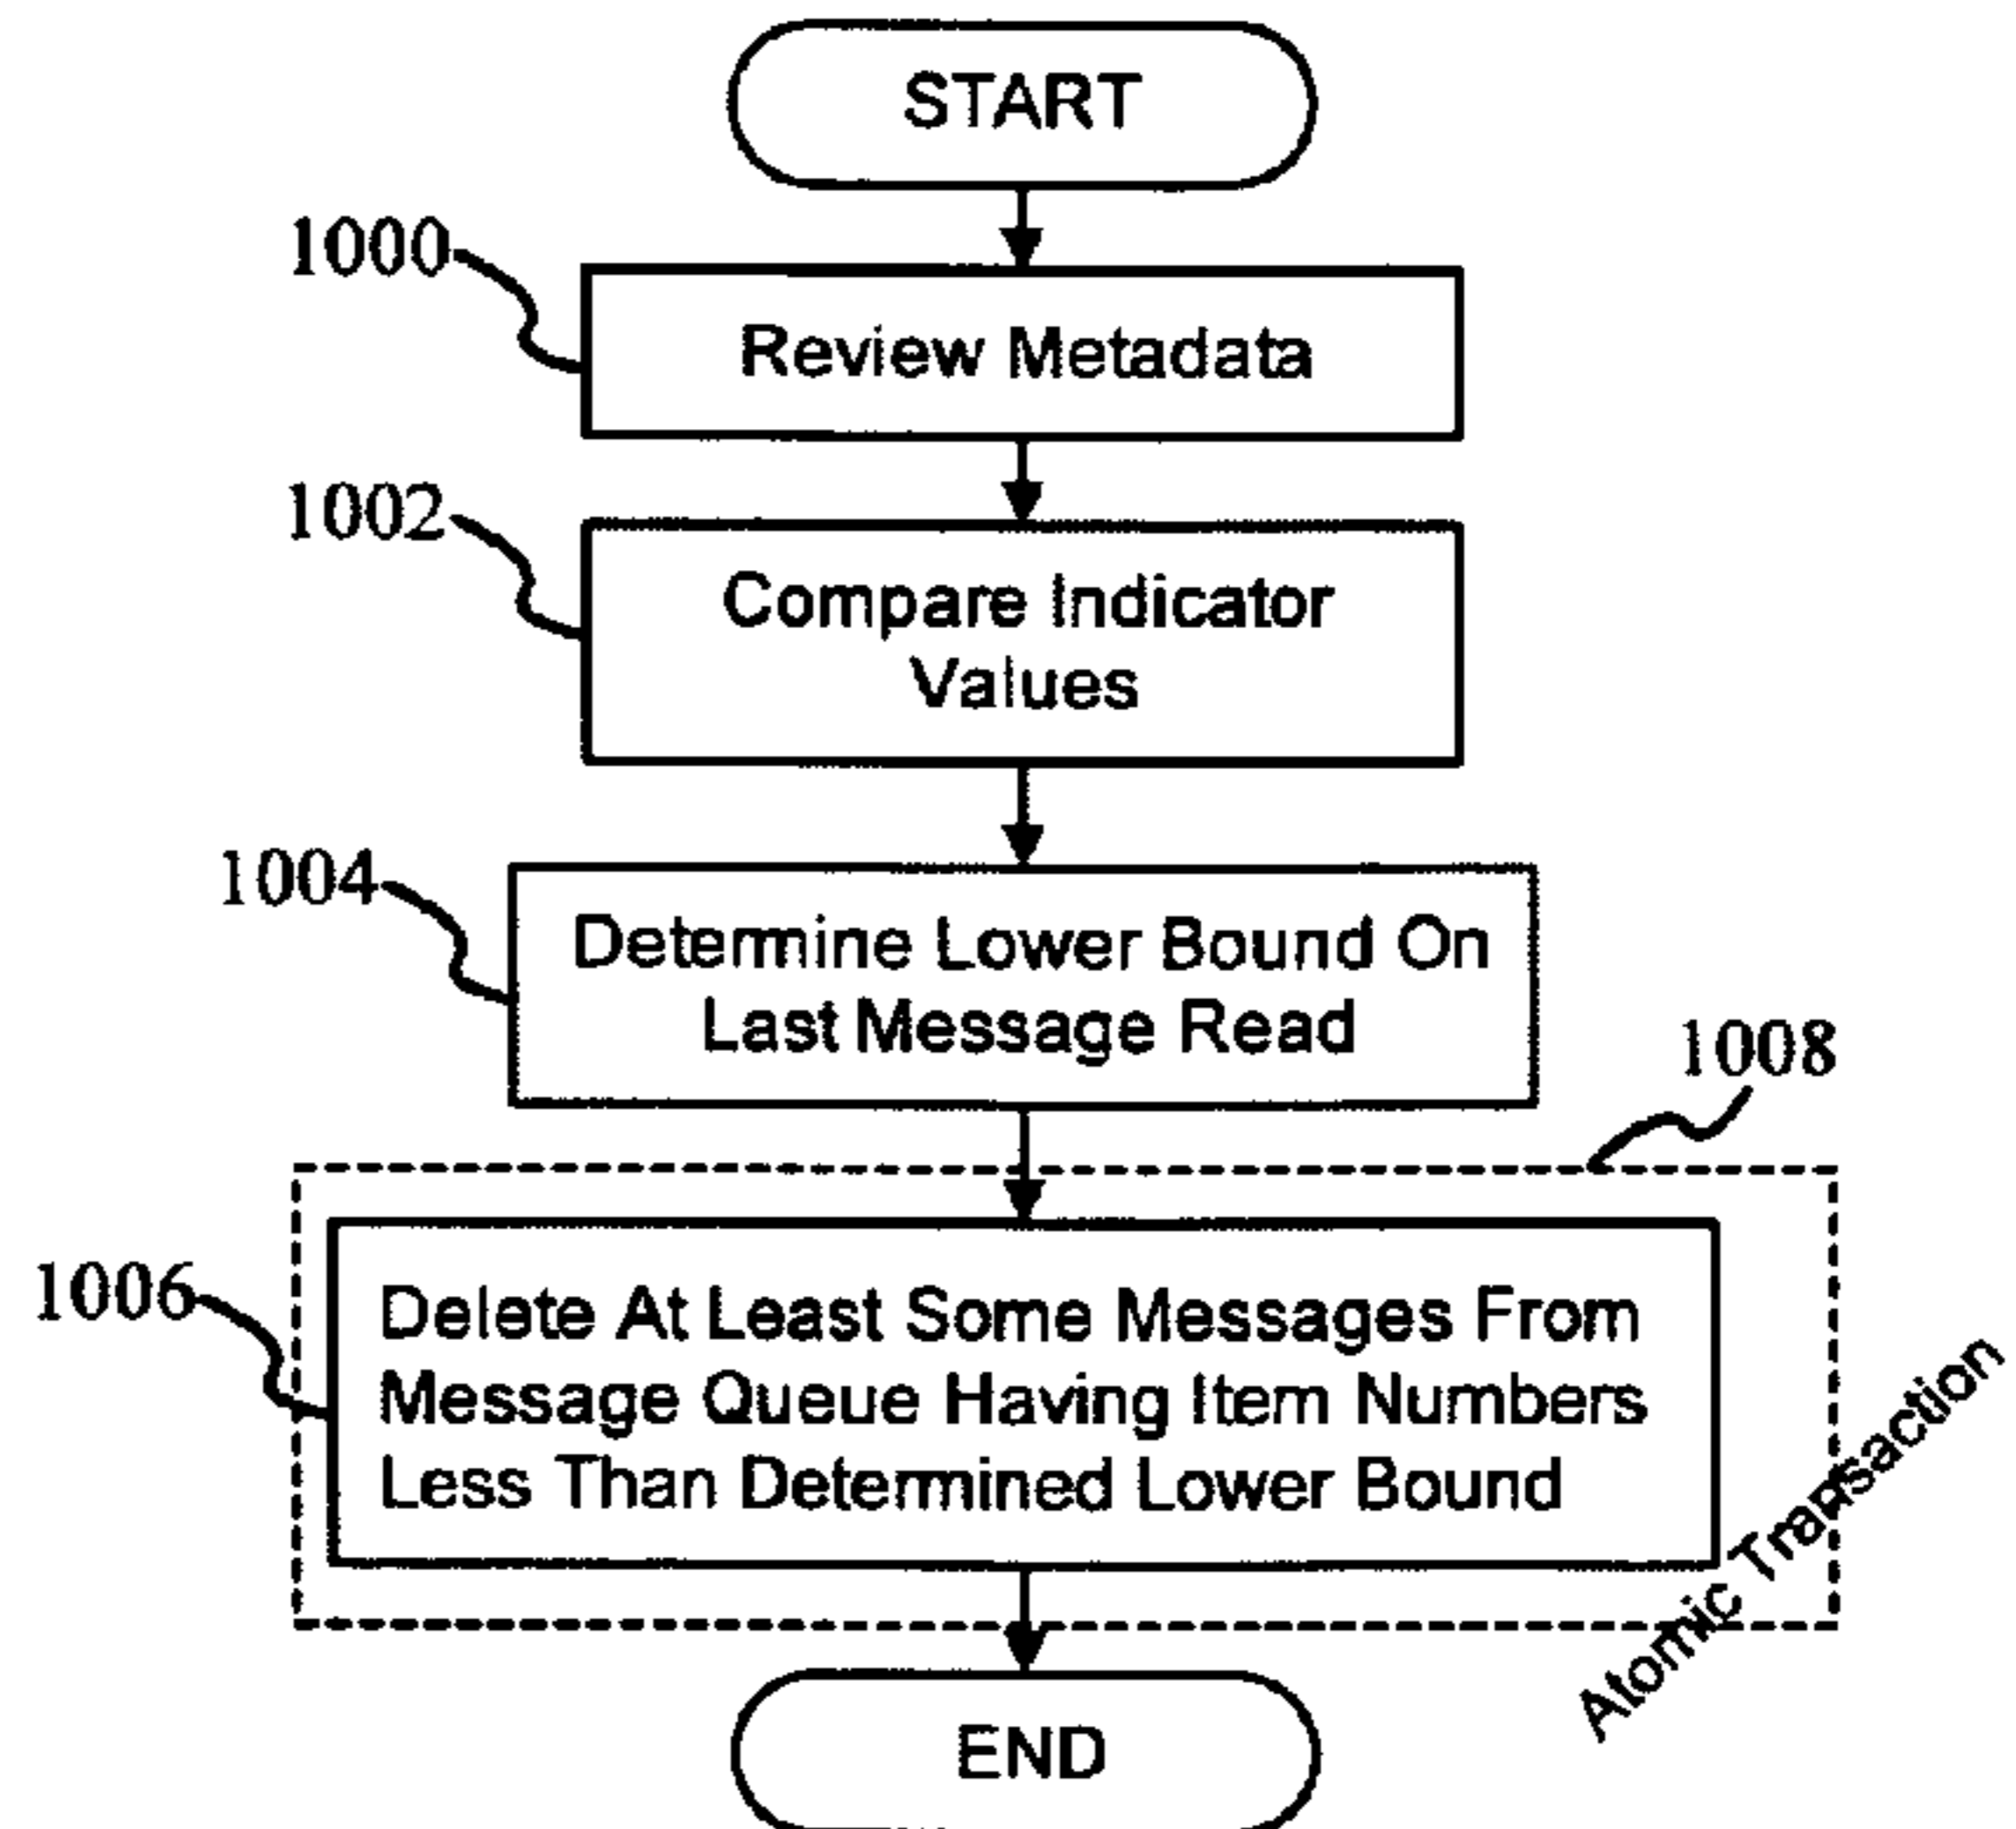 START
1000
Review Metadata
1002
Compare Indicator
Values
1004
Determine Lower Bound On
Last Message Read
1008
1006
Delete At Least Some Messages From
Message Queue Having Item Numbers
Less Than Determined Lower Bound
Atomic Transaction
END